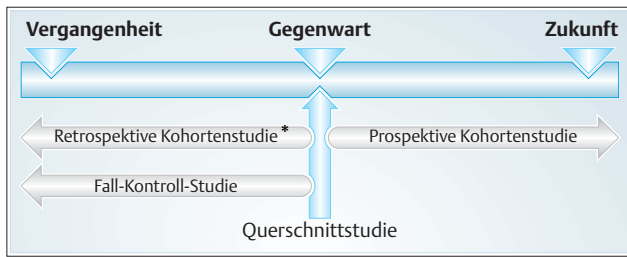 Vergangenheit Gegenwart Zukunft
Retrospektive Kohortenstudie * Prospektive Kohortenstudie
Fall-Kontroll-Studie
Querschnittstudie